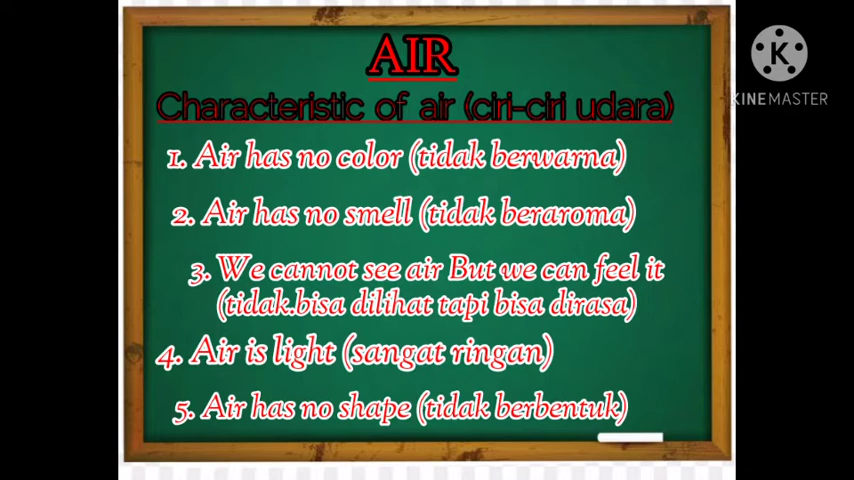 AIR
Characteristic of air (ciri-ciri udara)
1. Air has no color (tidak berwarna)
2. Air has no smell (tidak beraroma)
3. We cannot see air But we can feel it
(tidak.bisa dilihat tapi bisa dirasa)
4. Air is light (sangat ringan)
5. Air has no shape (tidak berbentuk)
K
KINEMASTER